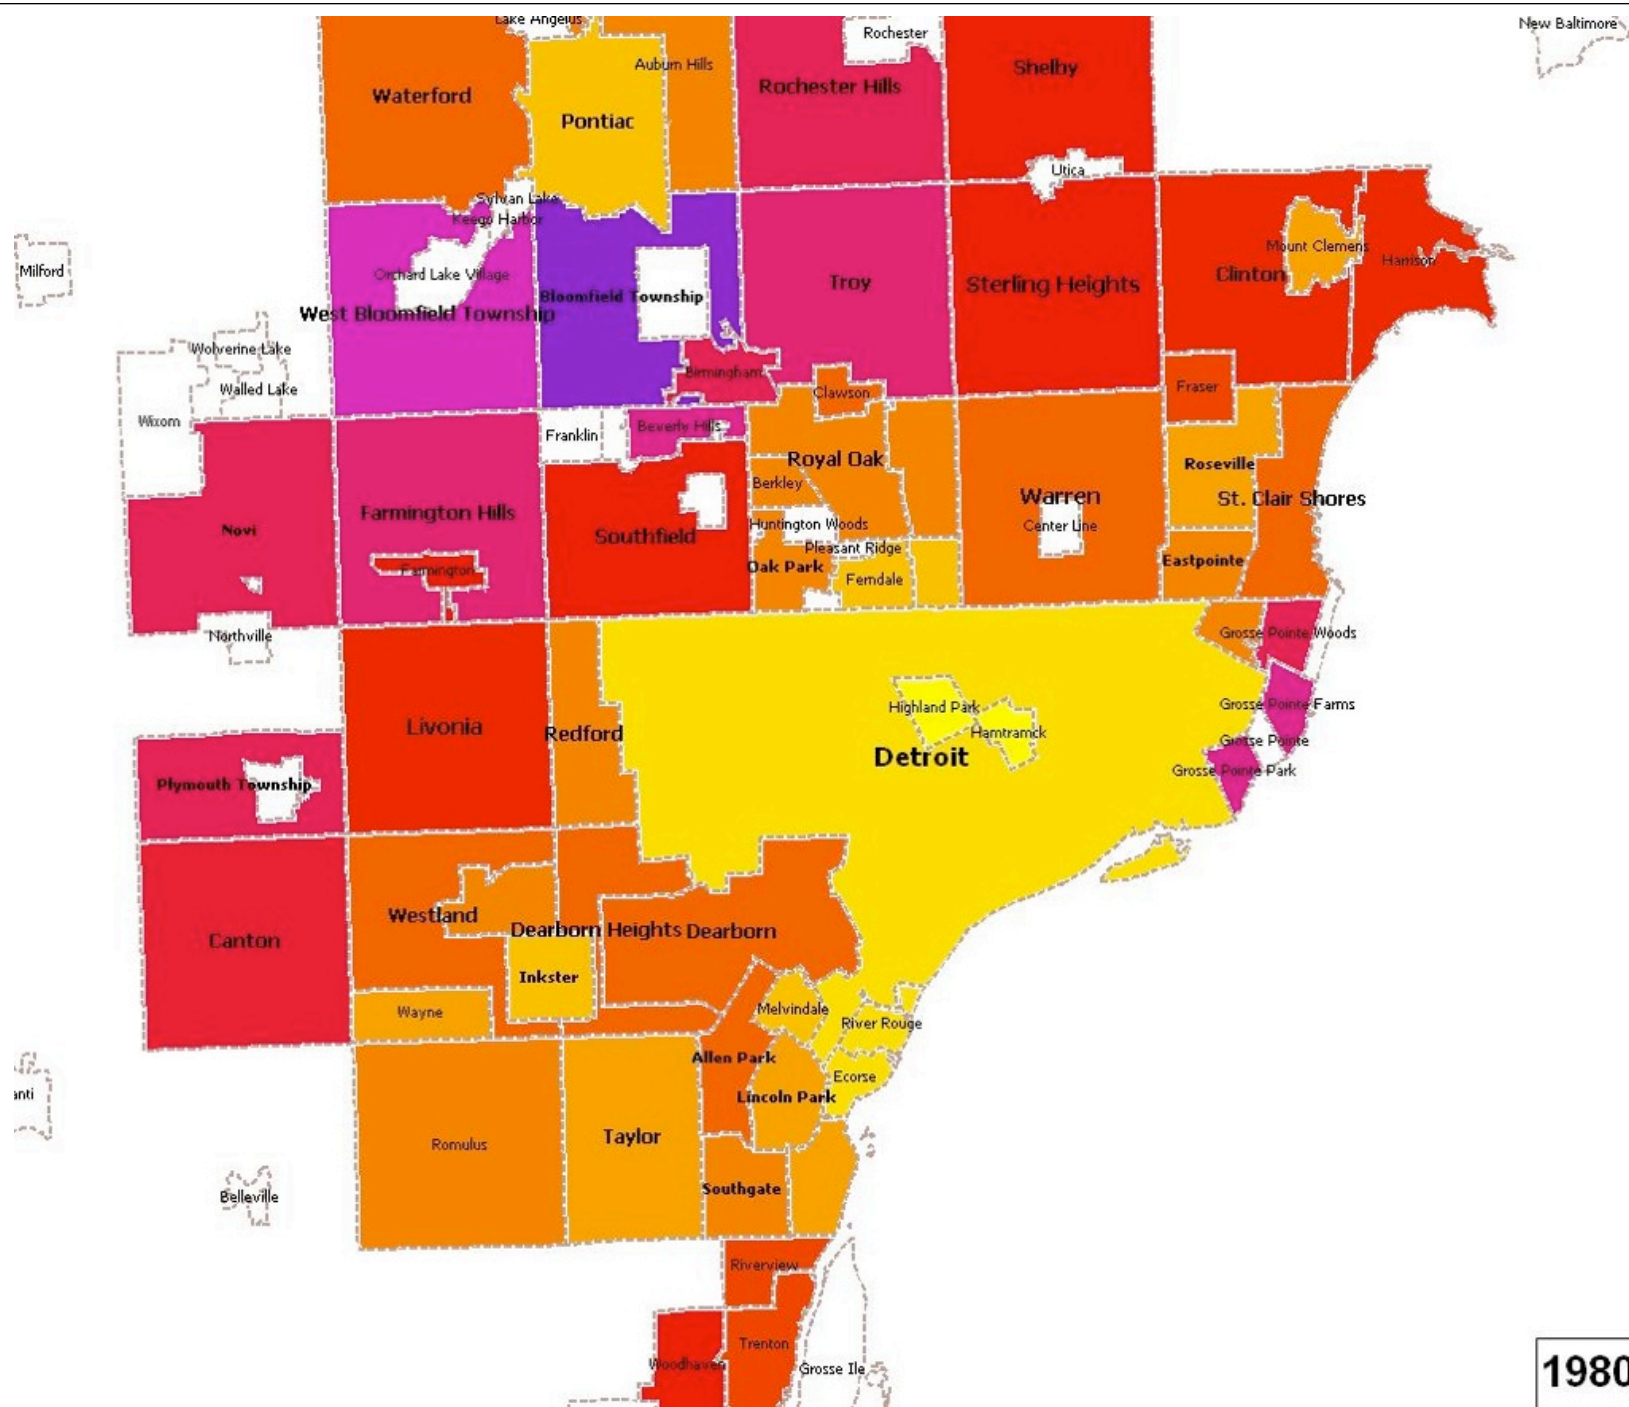 Lake Angelus
New Baltimore
Rochester
Auburn Hills
Shelby
Rochester Hills
Waterford
Pontiac
Utica
Sylvan Lake
Keego Harbor
Mount Clemens
Harrison
Milford
Orchard Lake Village
Clinton
Troy
Sterling Heights
Bloomfield Township
West Bloomfield Township
Wolverine Lake
Birmingham
Walled Lake
Clawson
Fraser
Wixom
Beverly Hills
Franklin
Royal Oak
Roseville
Berkley
Warren
St. Clair Shores
Farmington Hills
Huntington Woods
Center Line
Novi
Southfield
Pleasant Ridge
Eastpointe
Oak Park
Farmington
Ferndale
Northville
Grosse Pointe Woods
Grosse Pointe Farms
Highland Park
Livonia
Redford
Hamtramck
Grosse Pointe
Detroit
Grosse Pointe Park
Plymouth Township
Westland
Dearborn Heights
Dearborn
Canton
Inkster
Wayne
Melvindale
River Rouge
Allen Park
Ecorse
anti
Lincoln Park
Taylor
Romulus
Southgate
Belleville
Riverview
Trenton
Woodhaven
Grosse Ile
1980